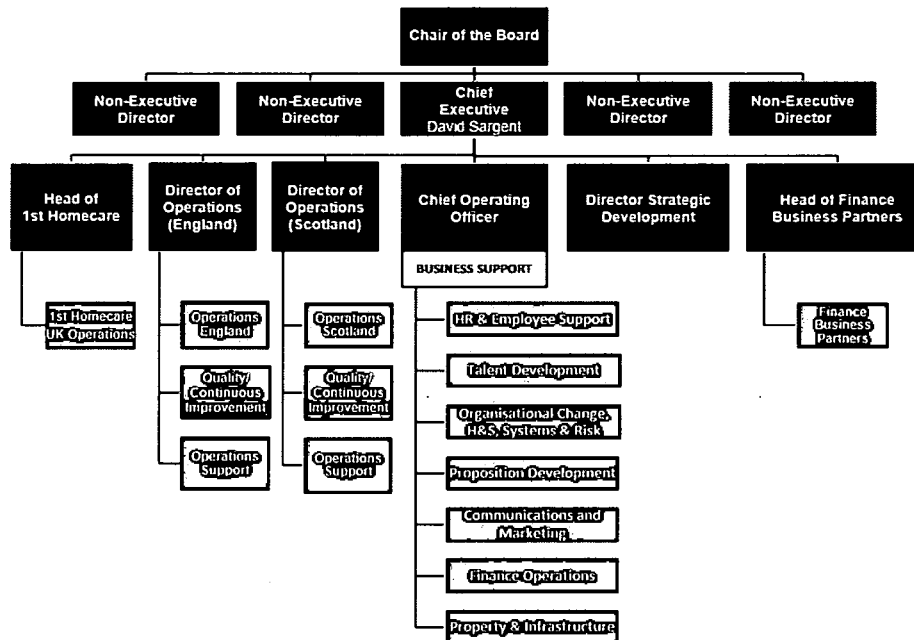 Chair of the Board
Non-Executive
Director
Non-Executive
Director
Chief
Executive
David Sargent
Non-Executive
Director
Non-Executive
Director
Head of
1st Homecare
Director of
Operations
(England)
Director of
Operations
(Scotland)
Chief Operating
Officer
Director Strategic
Development
Head of Finance
Business Partners
BUSINESS SUPPORT
1st Homecare
UK Operations
Operations
England
Quality/
Continuous
Improvement
Operations
Support
Operations
Scotland
Quality/
Continuous
Improvement
Operations
Support
HR & Employee Support
Talent Development
Organisational Change,
H&S, Systems & Risk
Proposition Development
Communications and
Marketing
Finance Operations
Property & Infrastructure
Finance
Business
Partners